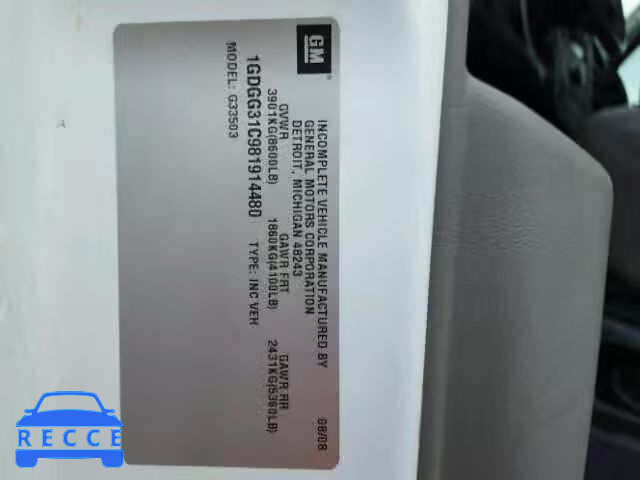 GM
INCOMPLETE VEHICLE MANUFACTURED BY
GENERAL MOTORS CORPORATION
DETROIT, MICHIGAN 48243
08/08
GVWR GAWR FRT GAWR RR
3901KG(8600LB) 1860KG(4100LB) 2431KG(5360LB)
1GDGG31C981914480 TYPE: INC VEH
MODEL: G33503
RECCE